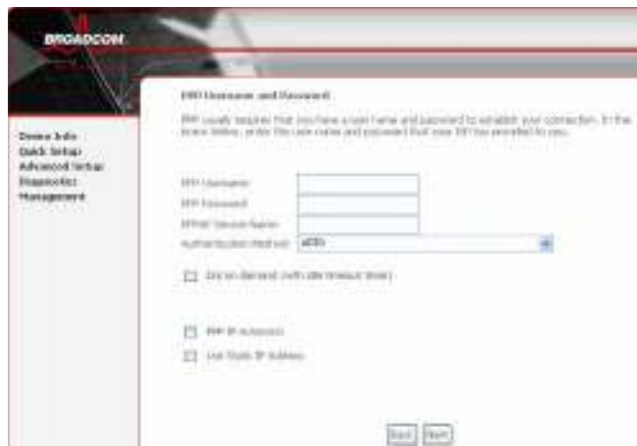 BROADCOM
PPP Username and Password
PPP usually requires that you have a user name and password to establish your connection. In the
boxes below, enter the user name and password that your ISP has provided to you.
Device Info
Quick Setup
Advanced Setup
Diagnostics
Management
PPP Username:
PPP Password:
PPPoE Service Name:
Authentication Method: AUTO
Dial on demand (with idle timeout timer)
PPP IP extension
Use Static IP Address
Back Next